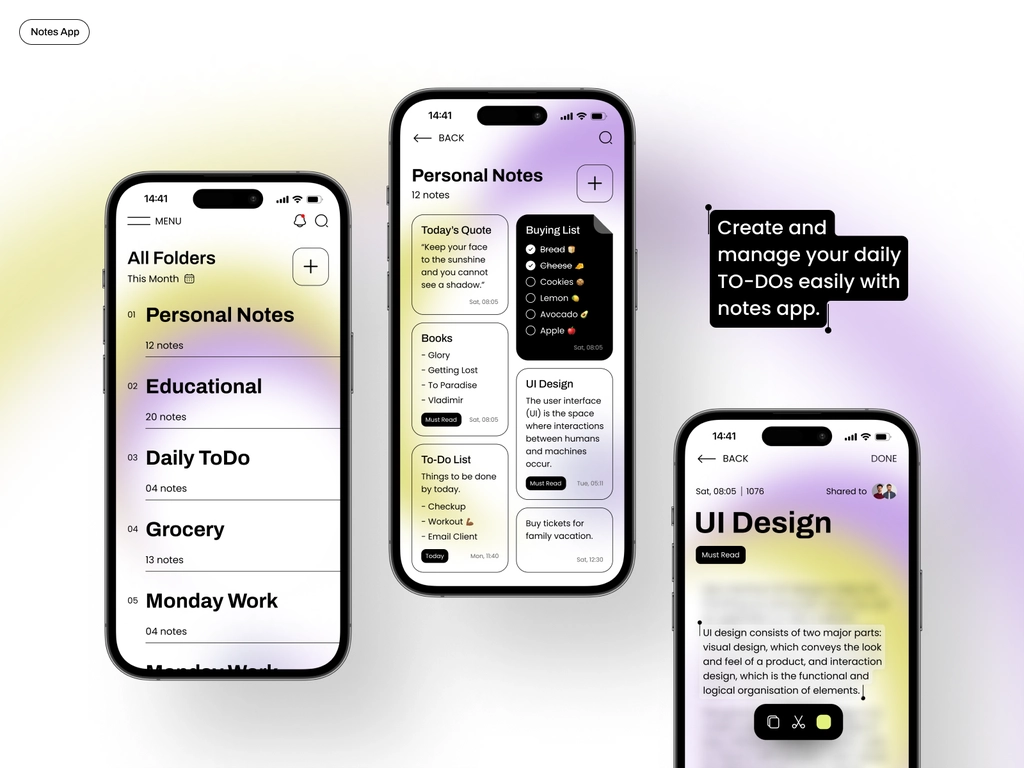 Notes App
14:41
MENU
All Folders
This Month
01 Personal Notes
12 notes
02 Educational
20 notes
03 Daily ToDo
04 notes
04 Grocery
13 notes
05 Monday Work
04 notes
Monday Work
14:41
BACK
Personal Notes
12 notes
Today's Quote
"Keep your face
to the sunshine
and you cannot
see a shadow."
Sat, 08:05
Books
- Glory
- Getting Lost
- To Paradise
- Vladimir
Must Read Sat, 08:05
To-Do List
Things to be done
by today.
- Checkup
- Workout 💪🏾
- Email Client
Today Mon, 11:40
Buying List
Bread 🍞
Cheese 🧀
Cookies 🍪
Lemon 🍋
Avocado 🥑
Apple 🍎
Sat, 08:05
UI Design
The user interface
(UI) is the space
where interactions
between humans
and machines
occur.
Must Read Tue, 05:11
Buy tickets for
family vacation.
Sat, 12:30
Create and
manage your daily
TO-DOs easily with
notes app.
14:41
BACK DONE
Sat, 08:05 | 1076 Shared to
UI Design
Must Read
UI design consists of two major parts:
visual design, which conveys the look
and feel of a product, and interaction
design, which is the functional and
logical organisation of elements.